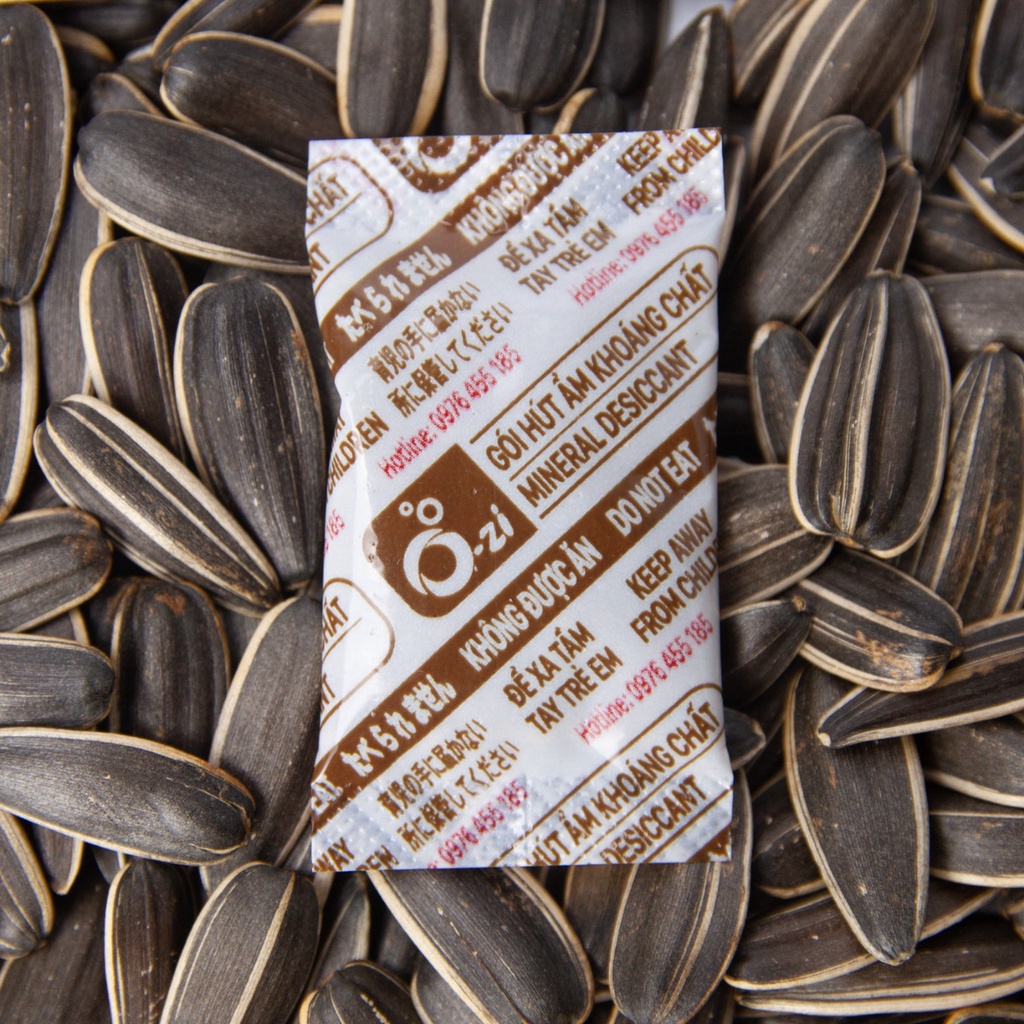 CHẤT
KHÔNG ĐƯỢC ĂN
KEEP
FROM CHILD
ĐỂ XA TẦM
TAY TRẺ EM
Hotline: 0976 455 185
たべられません
育児の手に届かない
所に保管してください
Hotline: 0976 455 185
CHILDREN
GÓI HÚT ẨM KHOÁNG CHẤT
MINERAL DESICCANT
Ô-zi
たべられません KHÔNG ĐƯỢC ĂN DO NOT EAT
KEEP AWAY
FROM CHILD
ĐỂ XA TẦM
TAY TRẺ EM
Hotline: 0976 455 185
185
HẤT
育児の手に届かない
所に保管してください
0976 455 185
HÚT ẨM KHOÁNG CHẤT
DESICCANT
WAY